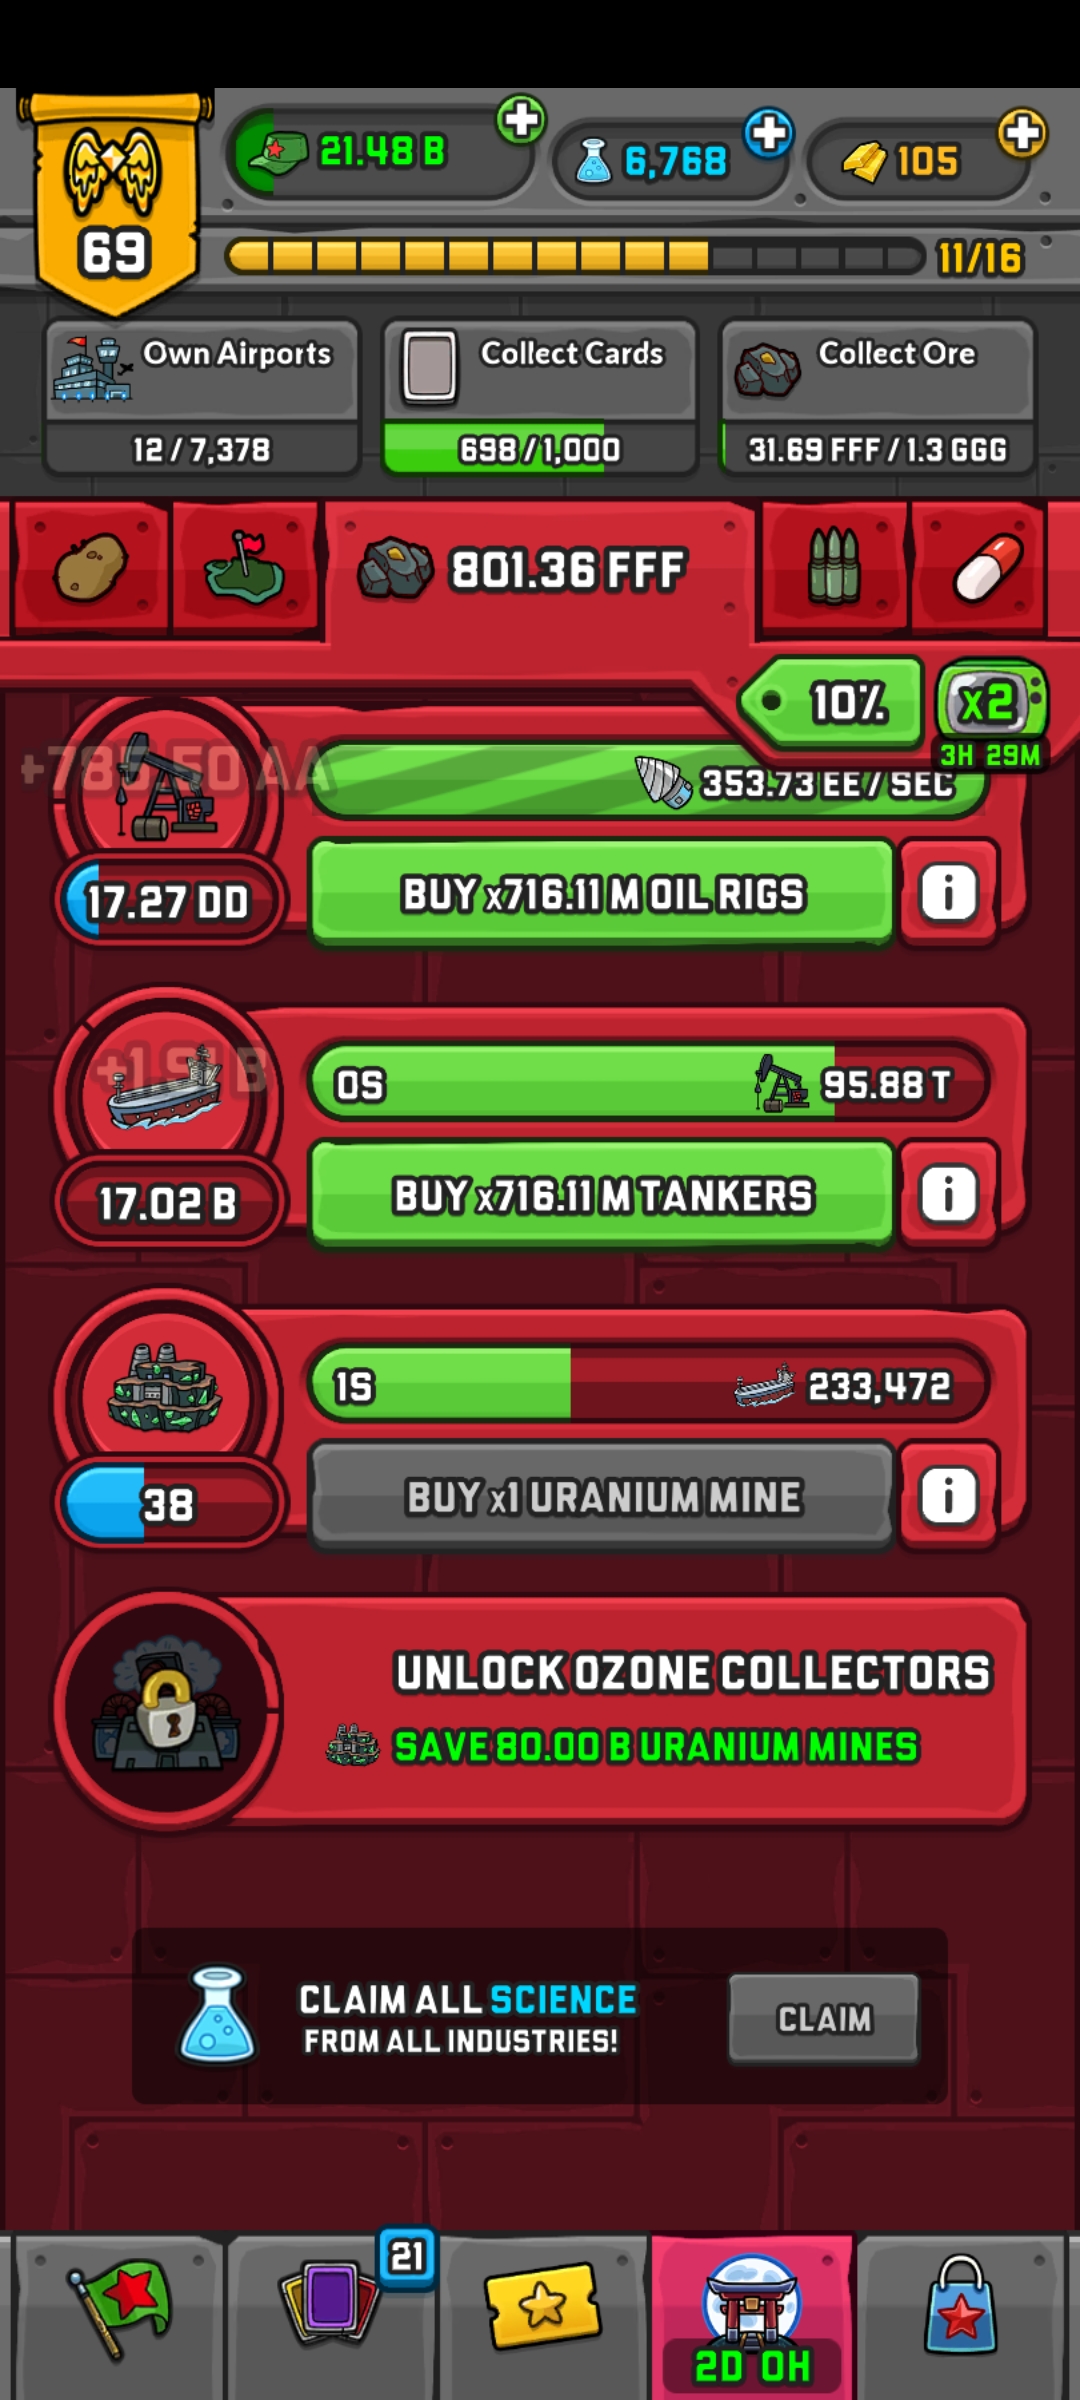 21.48 B
6,768
105
69
11/16
Own Airports
12 / 7,378
Collect Cards
698 / 1,000
Collect Ore
31.69 FFF / 1.3 GGG
801.36 FFF
10%
x2
3H 29M
353.73 EE / SEC
17.27 DD
BUY x716.11 M OIL RIGS
i
0S
95.88 T
17.02 B
BUY x716.11 M TANKERS
i
1S
233,472
38
BUY x1 URANIUM MINE
i
UNLOCK OZONE COLLECTORS
SAVE 80.00 B URANIUM MINES
CLAIM ALL SCIENCE
FROM ALL INDUSTRIES!
CLAIM
21
2D 0H